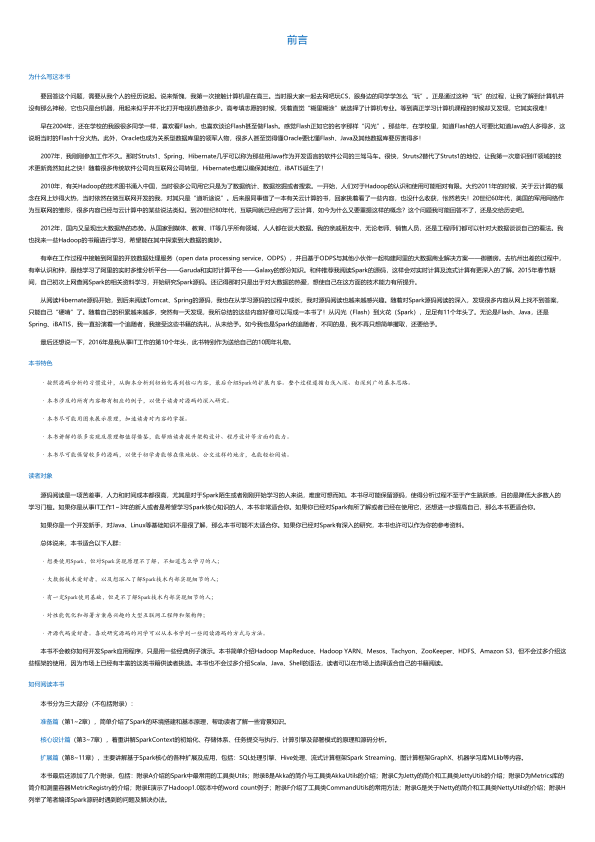 前言
为什么写这本书
要回答这个问题，需要从我个人的经历说起。说来惭愧，我第一次接触计算机是在高三。当时跟大家一起去网吧玩CS，跟身边的同学学怎么“玩”。正是通过这种“玩”的过程，让我了解到计算机并
没有那么神秘，它也只是台机器，用起来似乎并不比打开电视机费劲多少。高考填志愿的时候，凭着直觉“糊里糊涂”就选择了计算机专业。等到真正学习计算机课程的时候却又发现，它其实很难！
早在2004年，还在学校的我跟很多同学一样，喜欢看Flash，也喜欢谈论Flash甚至做Flash。感觉Flash正如它的名字那样“闪光”。那些年，在学校里，知道Flash的人可要比知道Java的人多得多，这
说明当时的Flash十分火热。此外，Oracle也成为关系型数据库里的领军人物，很多人甚至觉得懂Oracle要比懂Flash、Java及其他数据库要厉害得多！
2007年，我刚刚参加工作不久。那时Struts1、Spring、Hibernate几乎可以称为那些用Java作为开发语言的软件公司的三驾马车。很快，Struts2替代了Struts1的地位，让我第一次意识到IT领域的技
术更新竟然如此之快！随着很多传统软件公司向互联网公司转型，Hibernate也难以确保其地位，iBATIS诞生了！
2010年，有关Hadoop的技术图书涌入中国，当时很多公司用它只是为了数据统计、数据挖掘或者搜索。一开始，人们对于Hadoop的认识和使用可能相对有限。大约2011年的时候，关于云计算的概
念在网上炒得火热，当时依然在做互联网开发的我，对其只是“道听途说”。后来跟同事借了一本有关云计算的书，回家挑着看了一些内容，也没什么收获，怅然若失！20世纪60年代，美国的军用网络作
为互联网的雏形，很多内容已经与云计算中的某些说法类似。到20世纪80年代，互联网就已经启用了云计算，如今为什么又要重提这样的概念？这个问题我可能回答不了，还是交给历史吧。
2012年，国内又呈现出大数据热的态势。从国家到媒体、教育、IT等几乎所有领域，人人都在谈大数据。我的亲戚朋友中，无论老师、销售人员，还是工程师们都可以针对大数据谈谈自己的看法。我
也找来一些Hadoop的书籍进行学习，希望能在其中探索到大数据的奥妙。
有幸在工作过程中接触到阿里的开放数据处理服务（open data processing service，ODPS），并且基于ODPS与其他小伙伴一起构建阿里的大数据商业解决方案——御膳房。去杭州出差的过程中，
有幸认识和仲，跟他学习了阿里的实时多维分析平台——Garuda和实时计算平台——Galaxy的部分知识。和仲推荐我阅读Spark的源码，这样会对实时计算及流式计算有更深入的了解。2015年春节期
间，自己初次上网查阅Spark的相关资料学习，开始研究Spark源码。还记得那时只是出于对大数据的热爱，想使自己在这方面的技术能力有所提升。
从阅读Hibernate源码开始，到后来阅读Tomcat、Spring的源码，我也在从学习源码的过程中成长，我对源码阅读也越来越感兴趣。随着对Spark源码阅读的深入，发现很多内容从网上找不到答案，
只能自己“硬啃”了。随着自己的积累越来越多，突然有一天发现，我所总结的这些内容好像可以写成一本书了！从闪光（Flash）到火花（Spark），足足有11个年头了。无论是Flash、Java，还是
Spring、iBATIS，我一直扮演着一个追随者，我接受这些书籍的洗礼，从未给予。如今我也是Spark的追随者，不同的是，我不再只想简单攫取，还要给予。
最后还想说一下，2016年是我从事IT工作的第10个年头，此书特别作为送给自己的10周年礼物。
本书特色
· 按照源码分析的习惯设计，从脚本分析到初始化再到核心内容，最后介绍Spark的扩展内容。整个过程遵循由浅入深、由深到广的基本思路。
· 本书涉及的所有内容都有相应的例子，以便于读者对源码的深入研究。
· 本书尽可能用图来展示原理，加速读者对内容的掌握。
· 本书讲解的很多实现及原理都值得借鉴，能帮助读者提升架构设计、程序设计等方面的能力。
· 本书尽可能保留较多的源码，以便于初学者能够在像地铁、公交这样的地方，也能轻松阅读。
读者对象
源码阅读是一项苦差事，人力和时间成本都很高，尤其是对于Spark陌生或者刚刚开始学习的人来说，难度可想而知。本书尽可能保留源码，使得分析过程不至于产生跳跃感，目的是降低大多数人的
学习门槛。如果你是从事IT工作1~3年的新人或者是希望学习Spark核心知识的人，本书非常适合你。如果你已经对Spark有所了解或者已经在使用它，还想进一步提高自己，那么本书更适合你。
如果你是一个开发新手，对Java、Linux等基础知识不是很了解，那么本书可能不太适合你。如果你已经对Spark有深入的研究，本书也许可以作为你的参考资料。
总体说来，本书适合以下人群：
· 想要使用Spark，但对Spark实现原理不了解，不知道怎么学习的人；
· 大数据技术爱好者，以及想深入了解Spark技术内部实现细节的人；
· 有一定Spark使用基础，但是不了解Spark技术内部实现细节的人；
· 对性能优化和部署方案感兴趣的大型互联网工程师和架构师；
· 开源代码爱好者。喜欢研究源码的同学可以从本书学到一些阅读源码的方式与方法。
本书不会教你如何开发Spark应用程序，只是用一些经典例子演示。本书简单介绍Hadoop MapReduce、Hadoop YARN、Mesos、Tachyon、ZooKeeper、HDFS、Amazon S3，但不会过多介绍这
些框架的使用，因为市场上已经有丰富的这类书籍供读者挑选。本书也不会过多介绍Scala、Java、Shell的语法，读者可以在市场上选择适合自己的书籍阅读。
如何阅读本书
本书分为三大部分（不包括附录）：
准备篇（第1~2章），简单介绍了Spark的环境搭建和基本原理，帮助读者了解一些背景知识。
核心设计篇（第3~7章），着重讲解SparkContext的初始化、存储体系、任务提交与执行、计算引擎及部署模式的原理和源码分析。
扩展篇（第8~11章），主要讲解基于Spark核心的各种扩展及应用，包括：SQL处理引擎、Hive处理、流式计算框架Spark Streaming、图计算框架GraphX、机器学习库MLlib等内容。
本书最后还添加了几个附录，包括：附录A介绍的Spark中最常用的工具类Utils；附录B是Akka的简介与工具类AkkaUtils的介绍；附录C为Jetty的简介和工具类JettyUtils的介绍；附录D为Metrics库的
简介和测量容器MetricRegistry的介绍；附录E演示了Hadoop1.0版本中的word count例子；附录F介绍了工具类CommandUtils的常用方法；附录G是关于Netty的简介和工具类NettyUtils的介绍；附录H
列举了笔者编译Spark源码时遇到的问题及解决办法。